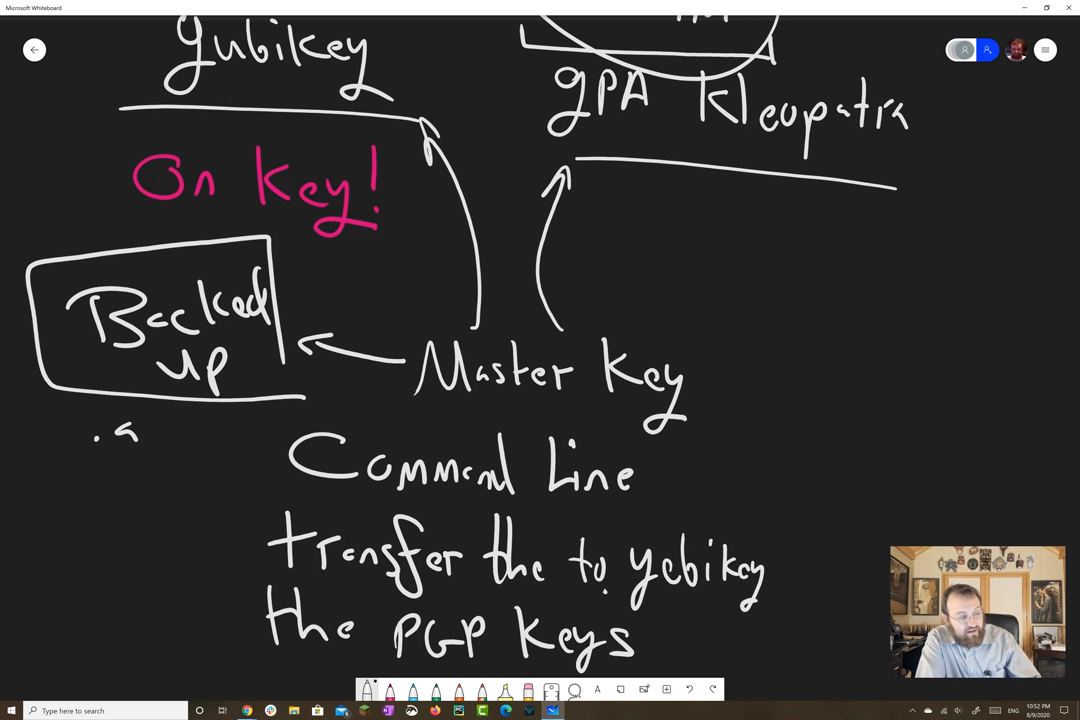 Microsoft Whiteboard
yubikey
GPA Kleopatra
On Key!
Backed
up
Master Key
.a
Command Line
transfer the to yubikey
the PGP Keys
Type here to search
ENG
10:52 PM
8/9/2020